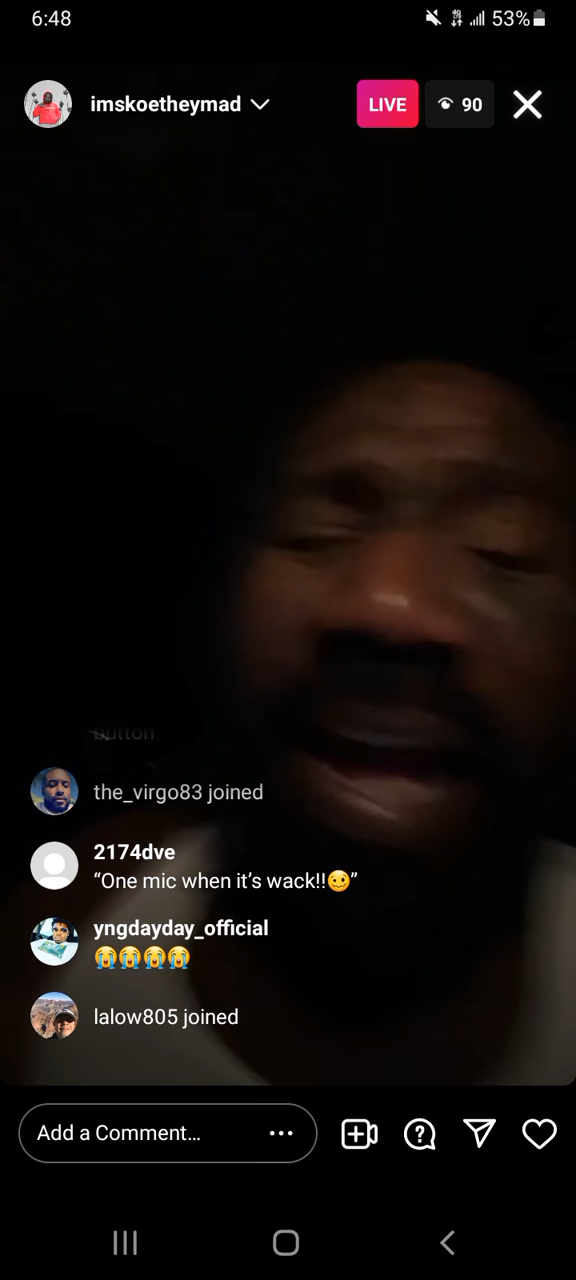 6:48
53%
imskoetheymad
LIVE
90
button
the_virgo83 joined
2174dve
“One mic when it’s wack!!🥴”
yngdayday_official
😭😭😭😭
lalow805 joined
Add a Comment…